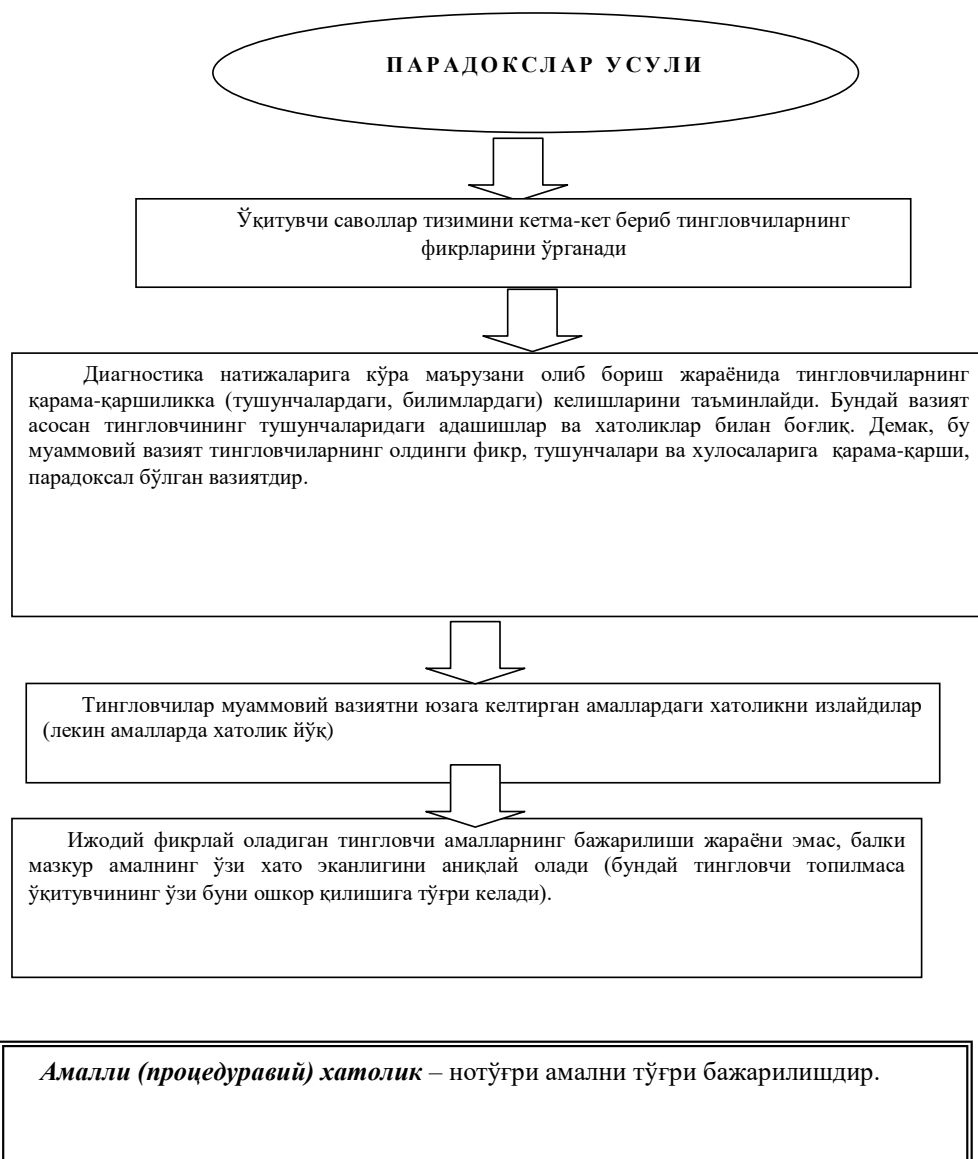 ПАРАДОКСЛАР УСУЛИ
Ўқитувчи саволлар тизимини кетма-кет бериб тингловчиларнинг
фикрларини ўрганади
Диагностика натижаларига кўра маърузани олиб бориш жараёнида тингловчиларнинг
қарама-қаршиликка (тушунчалардаги, билимлардаги) келишларини таъминлайди. Бундай вазият
асосан тингловчининг тушунчаларидаги адашишлар ва хатоликлар билан боғлиқ. Демак, бу
муаммовий вазият тингловчиларнинг олдинги фикр, тушунчалари ва хулосаларига қарама-қарши,
парадоксал бўлган вазиятдир.
Тингловчилар муаммовий вазиятни юзага келтирган амаллардаги хатоликни излайдилар
(лекин амалларда хатолик йўқ)
Ижодий фикрлай оладиган тингловчи амалларнинг бажарилиши жараёни эмас, балки
мазкур амалнинг ўзи хато эканлигини аниқлай олади (бундай тингловчи топилмаса
ўқитувчининг ўзи буни ошкор қилишига тўғри келади).
Амалли (процедуравий) хатолик – нотўғри амални тўғри бажарилишдир.